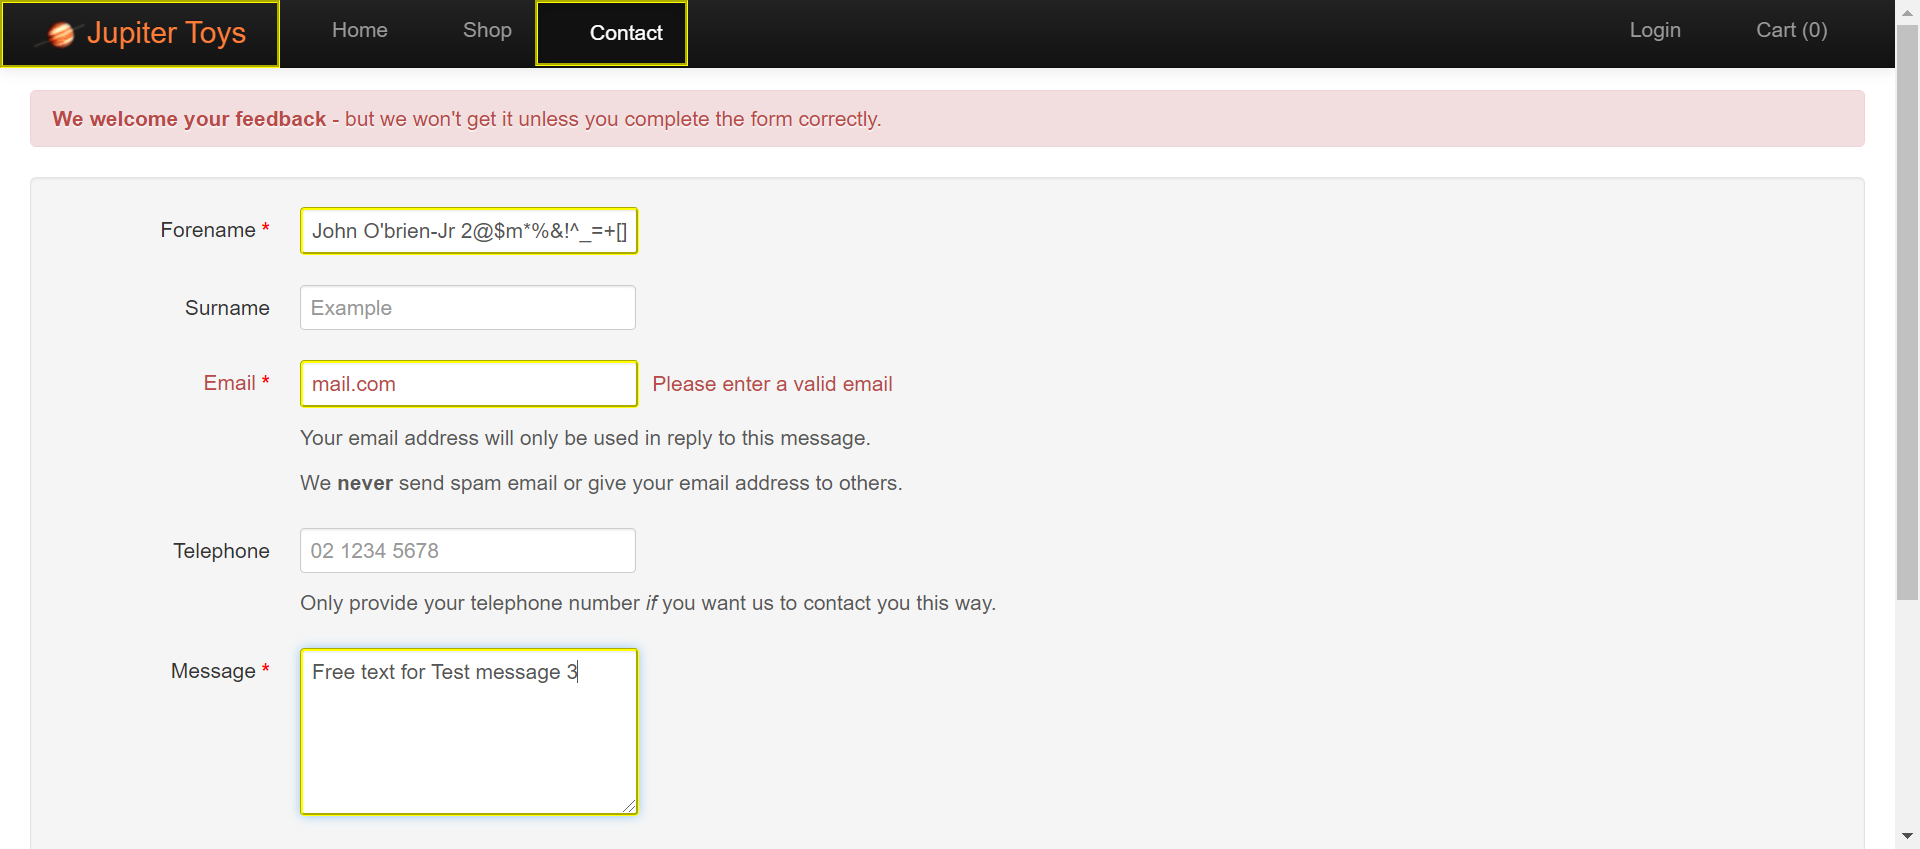 Jupiter Toys Home Shop Contact Login Cart (0)
We welcome your feedback - but we won't get it unless you complete the form correctly.
Forename * John O'brien-Jr 2@$m*%&!^_=+[]
Surname Example
Email * mail.com Please enter a valid email
Your email address will only be used in reply to this message.
We never send spam email or give your email address to others.
Telephone 02 1234 5678
Only provide your telephone number if you want us to contact you this way.
Message * Free text for Test message 3